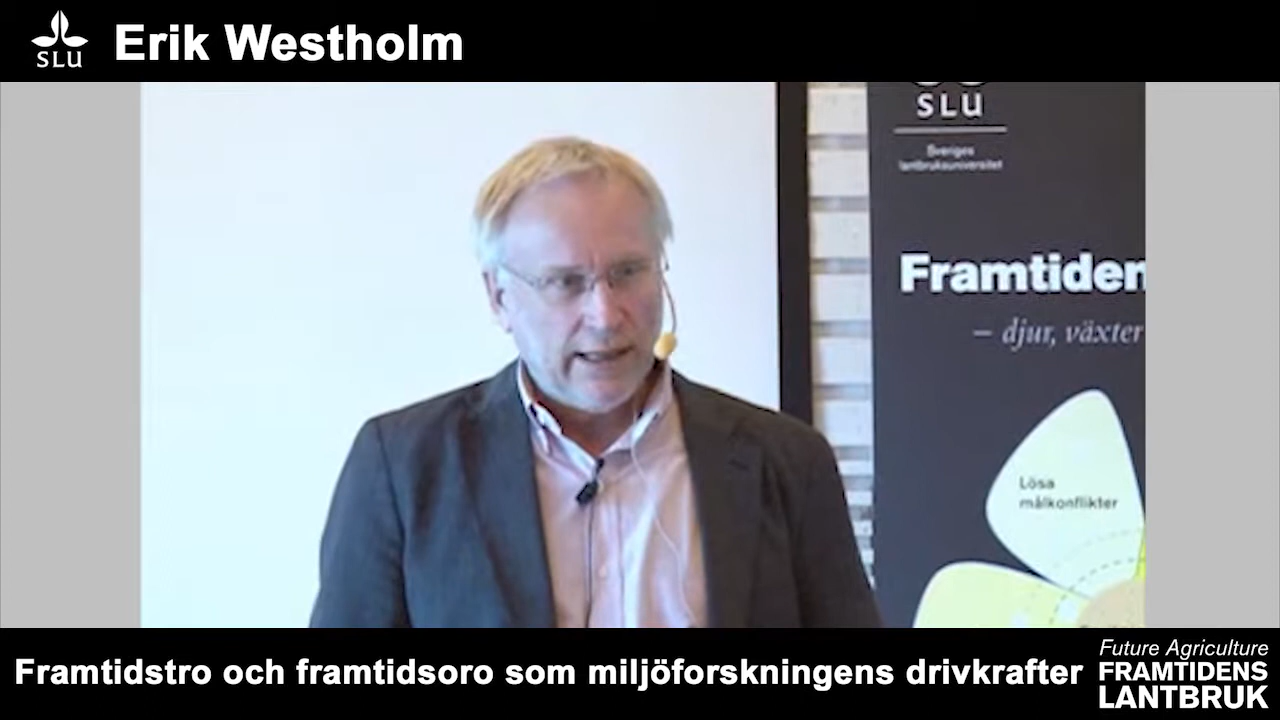 SLU
Erik Westholm
SLU
Sveriges
lantbruksuniversitet
Framtiden
– djur, växter
Lösa
målkonflikter
Framtidstro och framtidsoro som miljöforskningens drivkrafter
Future Agriculture
FRAMTIDENS
LANTBRUK